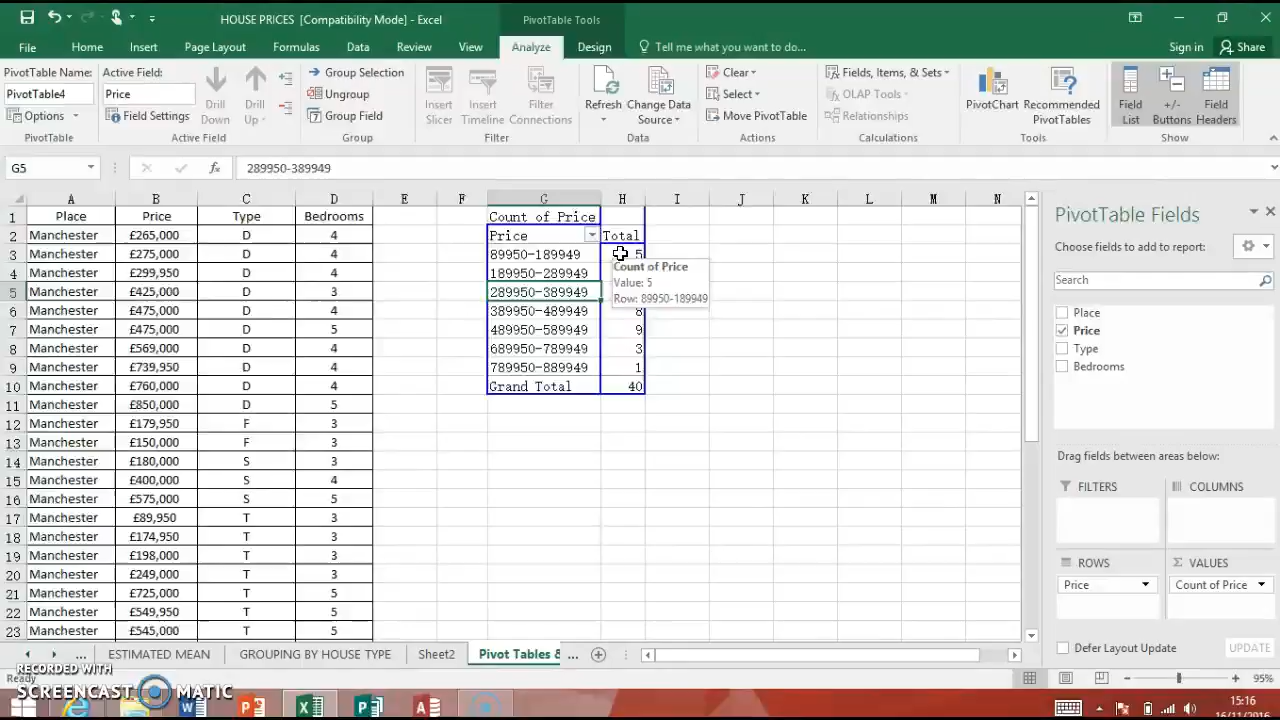 HOUSE PRICES [Compatibility Mode] - Excel
PivotTable Tools
File Home Insert Page Layout Formulas Data Review View Analyze Design Tell me what you want to do... Sign in Share
PivotTable Name: Active Field: Group Selection Clear Fields, Items, & Sets
PivotTable4 Price Ungroup Select OLAP Tools
Options Field Settings Group Field Move PivotTable Relationships
Drill Down Drill Up Insert Slicer Insert Timeline Filter Connections Refresh Change Data Source PivotChart Recommended PivotTables Field List +/- Buttons Field Headers
PivotTable Active Field Group Filter Data Actions Calculations Tools Show
G5 fx 289950-389949
A B C D E F G H I J K L M N
1 Place Price Type Bedrooms Count of Price
2 Manchester £265,000 D 4 Price Total
3 Manchester £275,000 D 4 89950-189949 5
4 Manchester £299,950 D 4 189950-289949
5 Manchester £425,000 D 3 289950-389949
6 Manchester £475,000 D 4 389950-489949 8
7 Manchester £475,000 D 5 489950-589949 9
8 Manchester £569,000 D 4 689950-789949 3
9 Manchester £739,950 D 4 789950-889949 1
10 Manchester £760,000 D 4 Grand Total 40
11 Manchester £850,000 D 5
12 Manchester £179,950 F 3
13 Manchester £150,000 F 3
14 Manchester £180,000 S 3
15 Manchester £400,000 S 4
16 Manchester £575,000 S 5
17 Manchester £89,950 T 3
18 Manchester £174,950 T 3
19 Manchester £198,000 T 3
20 Manchester £249,000 T 3
21 Manchester £725,000 T 5
22 Manchester £549,950 T 5
23 Manchester £545,000 T 5
Count of Price
Value: 5
Row: 89950-189949
PivotTable Fields
Choose fields to add to report:
Search
Place
Price
Type
Bedrooms
Drag fields between areas below:
FILTERS COLUMNS
ROWS Σ VALUES
Price Count of Price
Defer Layout Update UPDATE
... ESTIMATED MEAN GROUPING BY HOUSE TYPE Sheet2 Pivot Tables & ...
Ready 95%
RECORDED WITH
SCREENCAST MATIC
15:16
16/11/2016